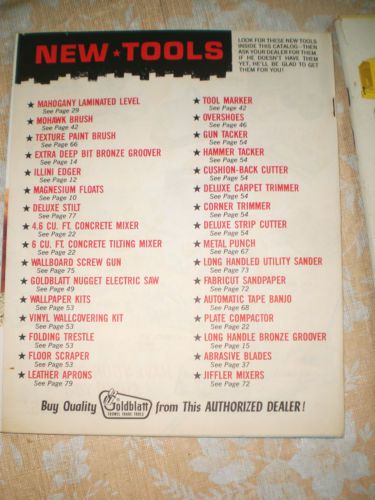 NEW★TOOLS
LOOK FOR THESE NEW TOOLS
INSIDE THIS CATALOG - THEN
ASK YOUR DEALER FOR THEM.
IF HE DOESN'T HAVE THEM
YET, HE'LL BE GLAD TO GET
THEM FOR YOU!
★ MAHOGANY LAMINATED LEVEL
See Page 29
★ MOHAWK BRUSH
See Page 42
★ TEXTURE PAINT BRUSH
See Page 66
★ EXTRA DEEP BIT BRONZE GROOVER
See Page 14
★ ILLINI EDGER
See Page 12
★ MAGNESIUM FLOATS
See Page 10
★ DELUXE STILT
See Page 77
★ 4.6 CU. FT. CONCRETE MIXER
See Page 22
★ 6 CU. FT. CONCRETE TILTING MIXER
See Page 22
★ WALLBOARD SCREW GUN
See Page 75
★ GOLDBLATT NUGGET ELECTRIC SAW
See Page 49
★ WALLPAPER KITS
See Page 53
★ VINYL WALLCOVERING KIT
See Page 53
★ FOLDING TRESTLE
See Page 53
★ FLOOR SCRAPER
See Page 53
★ LEATHER APRONS
See Page 79
★ TOOL MARKER
See Page 42
★ OVERSHOES
See Page 46
★ GUN TACKER
See Page 54
★ HAMMER TACKER
See Page 54
★ CUSHION-BACK CUTTER
See Page 54
★ DELUXE CARPET TRIMMER
See Page 54
★ CORNER TRIMMER
See Page 54
★ DELUXE STRIP CUTTER
See Page 54
★ METAL PUNCH
See Page 67
★ LONG HANDLED UTILITY SANDER
See Page 73
★ FABRICUT SANDPAPER
See Page 72
★ AUTOMATIC TAPE BANJO
See Page 68
★ PLATE COMPACTOR
See Page 22
★ LONG HANDLE BRONZE GROOVER
See Page 15
★ ABRASIVE BLADES
See Page 37
★ JIFFLER MIXERS
See Page 72
Buy Quality Goldblatt from This AUTHORIZED DEALER!
TROWEL TRADE TOOLS